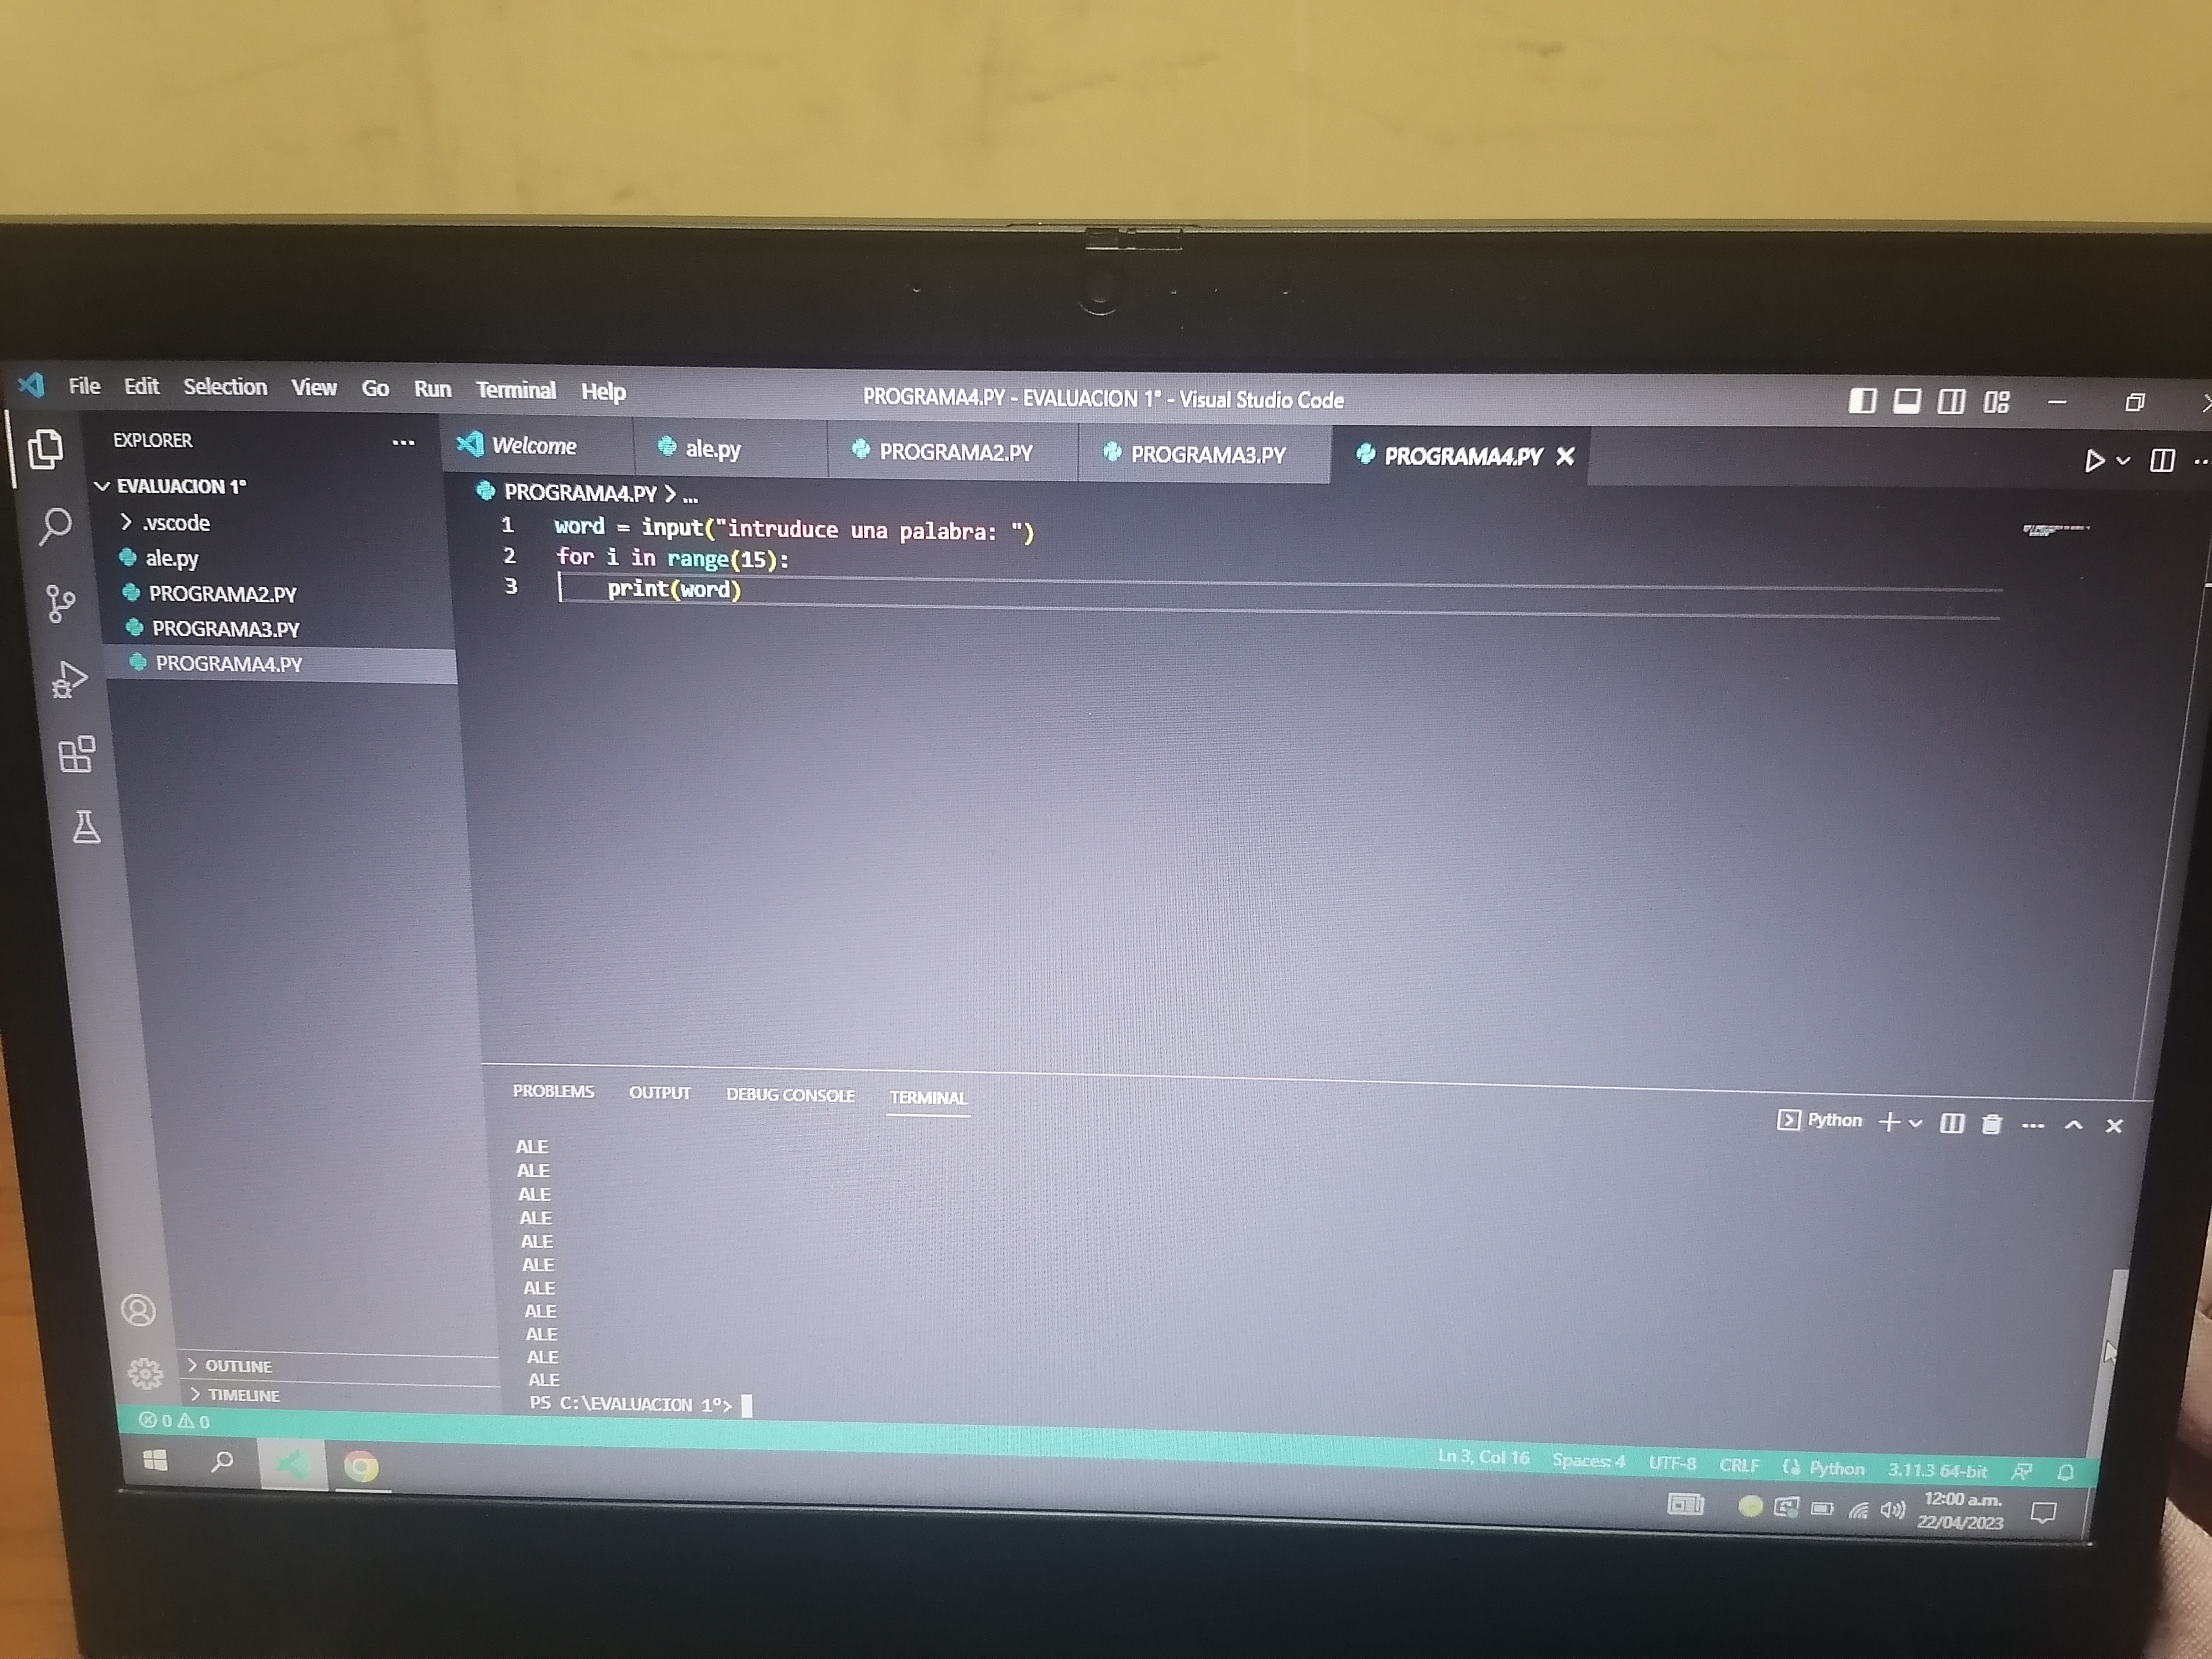 File Edit Selection View Go Run Terminal Help
PROGRAMA4.PY - EVALUACION 1° - Visual Studio Code
EXPLORER
Welcome ale.py PROGRAMA2.PY PROGRAMA3.PY PROGRAMA4.PY
EVALUACION 1°
.vscode
ale.py
PROGRAMA2.PY
PROGRAMA3.PY
PROGRAMA4.PY
PROGRAMA4.PY > ...
1 word = input("intruduce una palabra: ")
2 for i in range(15):
3 print(word)
PROBLEMS OUTPUT DEBUG CONSOLE TERMINAL
Python
ALE
ALE
ALE
ALE
ALE
ALE
ALE
ALE
ALE
ALE
ALE
PS C:\EVALUACION 1º>
OUTLINE
TIMELINE
0 0
Ln 3, Col 16 Spaces: 4 UTF-8 CRLF Python 3.11.3 64-bit
12:00 a.m.
22/04/2023